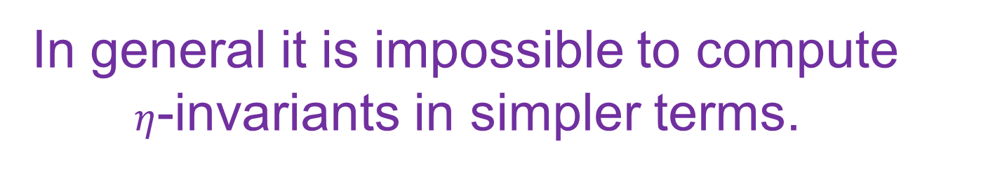 In general it is impossible to compute
η-invariants in simpler terms.